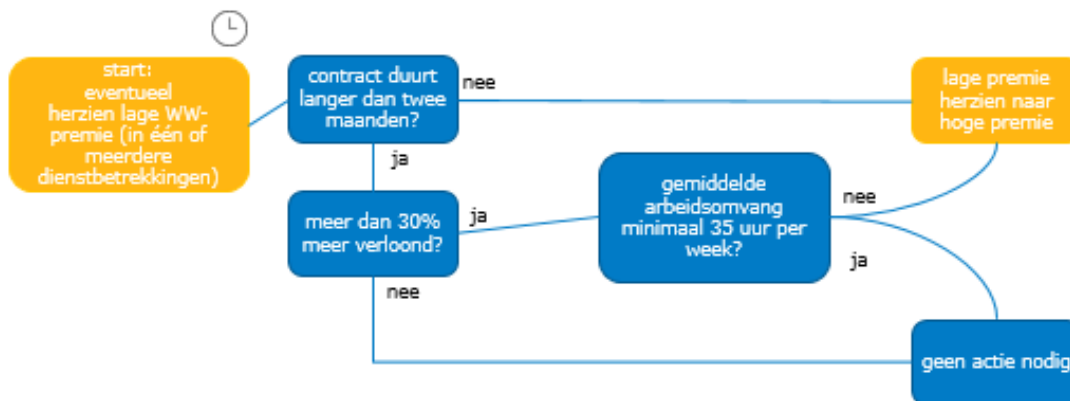 start:
eventueel
herzien lage WW-
premie (in één of
meerdere
dienstbetrekkingen)
contract duurt
langer dan twee
maanden?
nee
lage premie
herzien naar
hoge premie
ja
meer dan 30%
meer verloond?
ja
gemiddelde
arbeidsomvang
minimaal 35 uur per
week?
nee
ja
nee
geen actie nodig